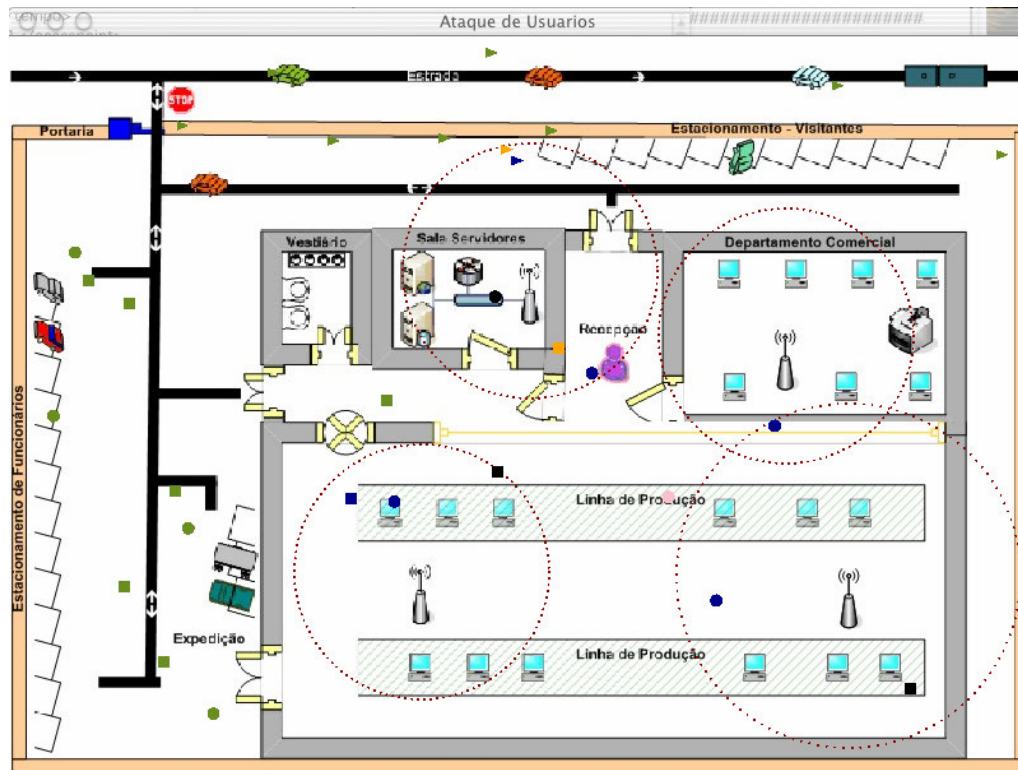 tempo>
Ataque de Usuarios
########################
Estrada
STOP
Portaria
Estacionamento - Visitantes
Vestiário
Sala Servidores
Departamento Comercial
Recepção
Estacionamento de Funcionários
Linha de Produção
Expedição
Linha de Produção